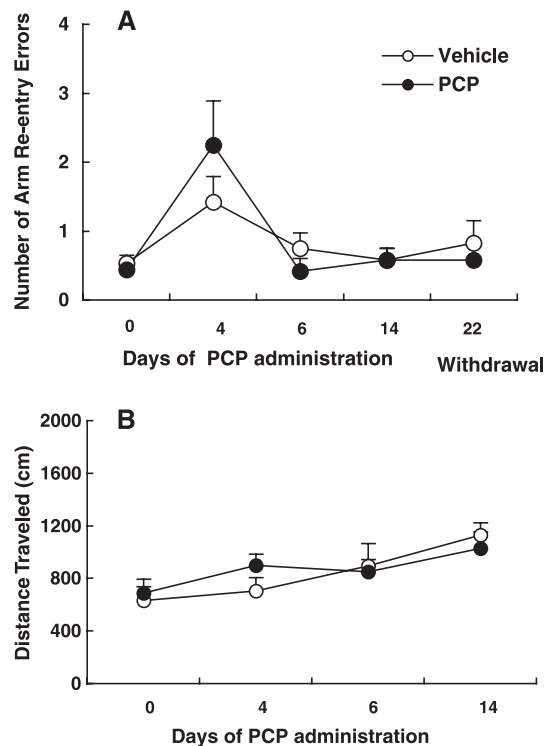 A
Number of Arm Re-entry Errors
4
3
2
1
0
Vehicle
PCP
0 4 6 14 22
Days of PCP administration Withdrawal
B
Distance Traveled (cm)
2000
1600
1200
800
400
0
0 4 6 14
Days of PCP administration